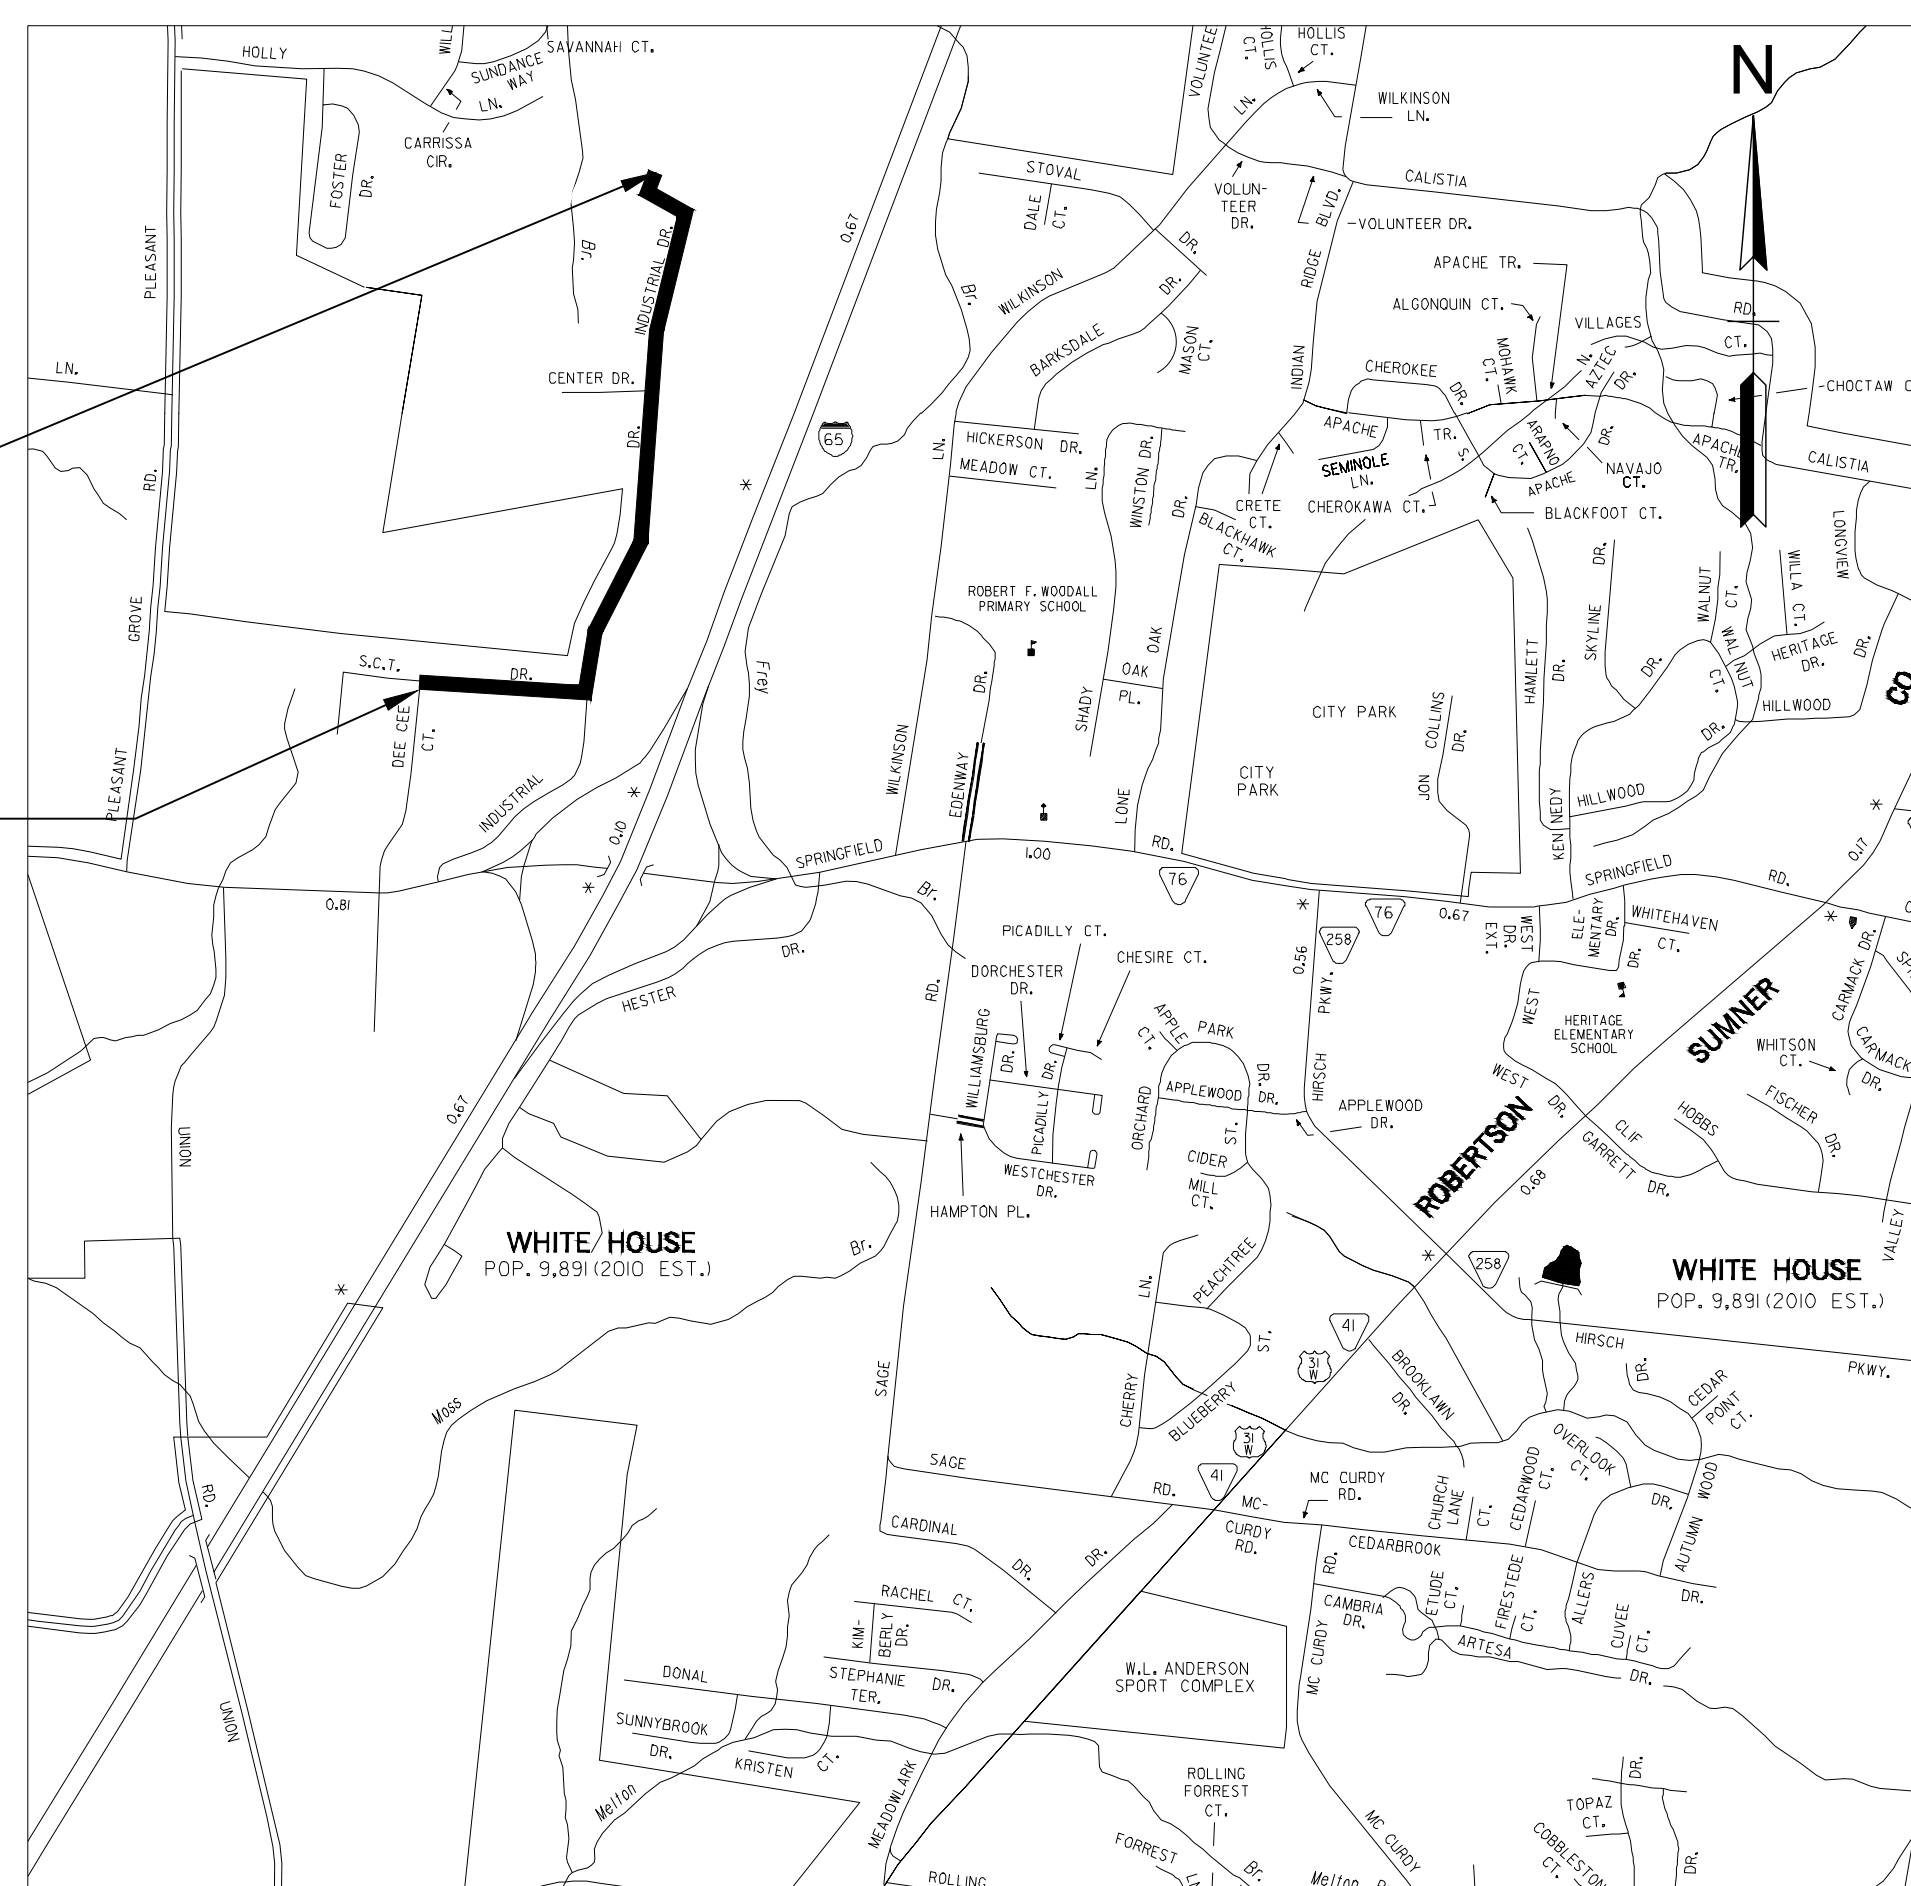 HOLLY
SAVANNAH CT.
SUNDANCE
WAY
LN.
CARRISSA
CIR.
FOSTER
DR.
PLEASANT
GROVE
RD.
PLEASANT
LN.
Br.
INDUSTRIAL DR.
CENTER DR.
DR.
S.C.T.
DR.
DEE CEE
CT.
INDUSTRIAL
0.67
65
0.10
0.81
Frey
Br.
Br.
HOLLIS
CT.
HOLLIS
CT.
WILKINSON
LN.
LN.
STOVAL
DR.
DALE
CT.
VOLUN-
TEER
DR.
VOLUNTEER DR.
CALISTIA
RD.
CALISTIA
N
INDIAN
RIDGE
BLVD.
WILKINSON
LN.
BARKSDALE
DR.
MASON
CT.
APACHE TR.
ALGONQUIN CT.
VILLAGES
CT.
CHEROKEE
DR.
MOHAWK
CT.
N.
AZTEC
DR.
HICKERSON DR.
MEADOW CT.
WINSTON DR.
LN.
SHADY
APACHE
TR.
S.
SEMINOLE
LN.
CHEROKAWA CT.
CRETE
CT.
BLACKHAWK
CT.
ARAPNO
CT.
APACHE
DR.
NAVAJO
CT.
BLACKFOOT CT.
APACHE
TR.
LONGVIEW
DR.
ROBERT F. WOODALL
PRIMARY SCHOOL
OAK
PL.
LONE
OAK
DR.
CITY PARK
CITY
PARK
JON COLLINS
DR.
HAMLETT
DR.
SKYLINE
DR.
WALNUT
CT.
WALNUT
CT.
WILLA CT.
HERITAGE
DR.
HILLWOOD
DR.
HILLWOOD
DR.
KENNEDY
WILKINSON
EDENWAY
DR.
SPRINGFIELD
RD.
1.00
76
76
0.67
SPRINGFIELD
RD.
0.17
258
0.56
PKWY.
HIRSCH
WEST
DR.
EXT.
ELE-
MENTARY
DR.
WHITEHAVEN
CT.
DR.
WEST
HERITAGE
ELEMENTARY
SCHOOL
WEST
DR.
CARMACK DR.
CARMACK
DR.
WHITSON
CT.
FISCHER
DR.
HOBBS
CLIF
GARRETT
DR.
VALLEY
SUMNER
ROBERTSON
0.68
HESTER
DR.
RD.
SAGE
PICADILLY CT.
CHESIRE CT.
DORCHESTER
DR.
WILLIAMSBURG
DR.
PICADILLY DR.
WESTCHESTER
DR.
HAMPTON PL.
APPLE
CT.
PARK
DR.
APPLEWOOD
DR.
ORCHARD
APPLEWOOD
DR.
CIDER
MILL
CT.
ST.
PEACHTREE
LN.
CHERRY
BLUEBERRY
ST.
UNION
RD.
UNION
0.67
WHITE HOUSE
POP. 9,891 (2010 EST.)
WHITE HOUSE
POP. 9,891 (2010 EST.)
Moss
Br.
258
41
31
W
31
W
41
HIRSCH
PKWY.
BROOKLAWN
DR.
DR.
CEDAR
POINT
CT.
OVERLOOK
CT.
DR.
AUTUMN WOOD
SAGE
RD.
MC-
CURDY
RD.
MC CURDY
RD.
CHURCH
LANE
CT.
CEDARWOOD
CT.
CEDARBROOK
DR.
CARDINAL
DR.
DR.
MEADOWLARK
RACHEL CT.
KIM-
BERLY
DR.
STEPHANIE
DR.
TER.
DONAL
SUNNYBROOK
DR.
KRISTEN
CT.
Melton
W.L. ANDERSON
SPORT COMPLEX
RD.
MC CURDY
CAMBRIA
DR.
ETUDE
CT.
FIRESTEDE
CT.
ALLERS
CUVEE
CT.
ARTESA
DR.
MC CURDY
ROLLING
FORREST
CT.
FORREST
Br.
ROLLING
Melton
TOPAZ
CT.
DR.
DR.